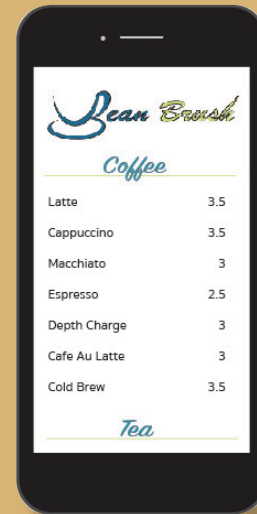 Bean Brush
Coffee
Latte 3.5
Cappuccino 3.5
Macchiato 3
Espresso 2.5
Depth Charge 3
Cafe Au Latte 3
Cold Brew 3.5
Tea